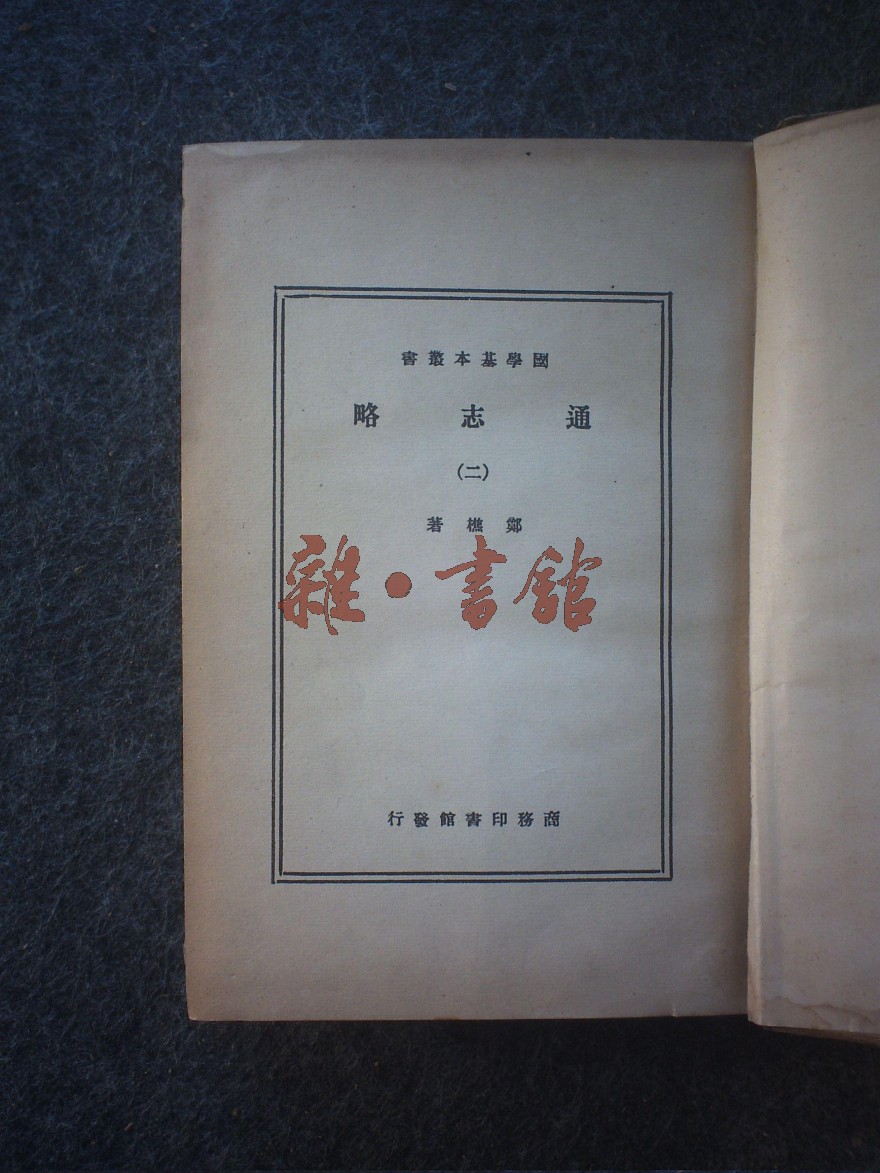 國學基本叢書
通志略
（二）
鄭樵著
雜·書館
商務印書館發行